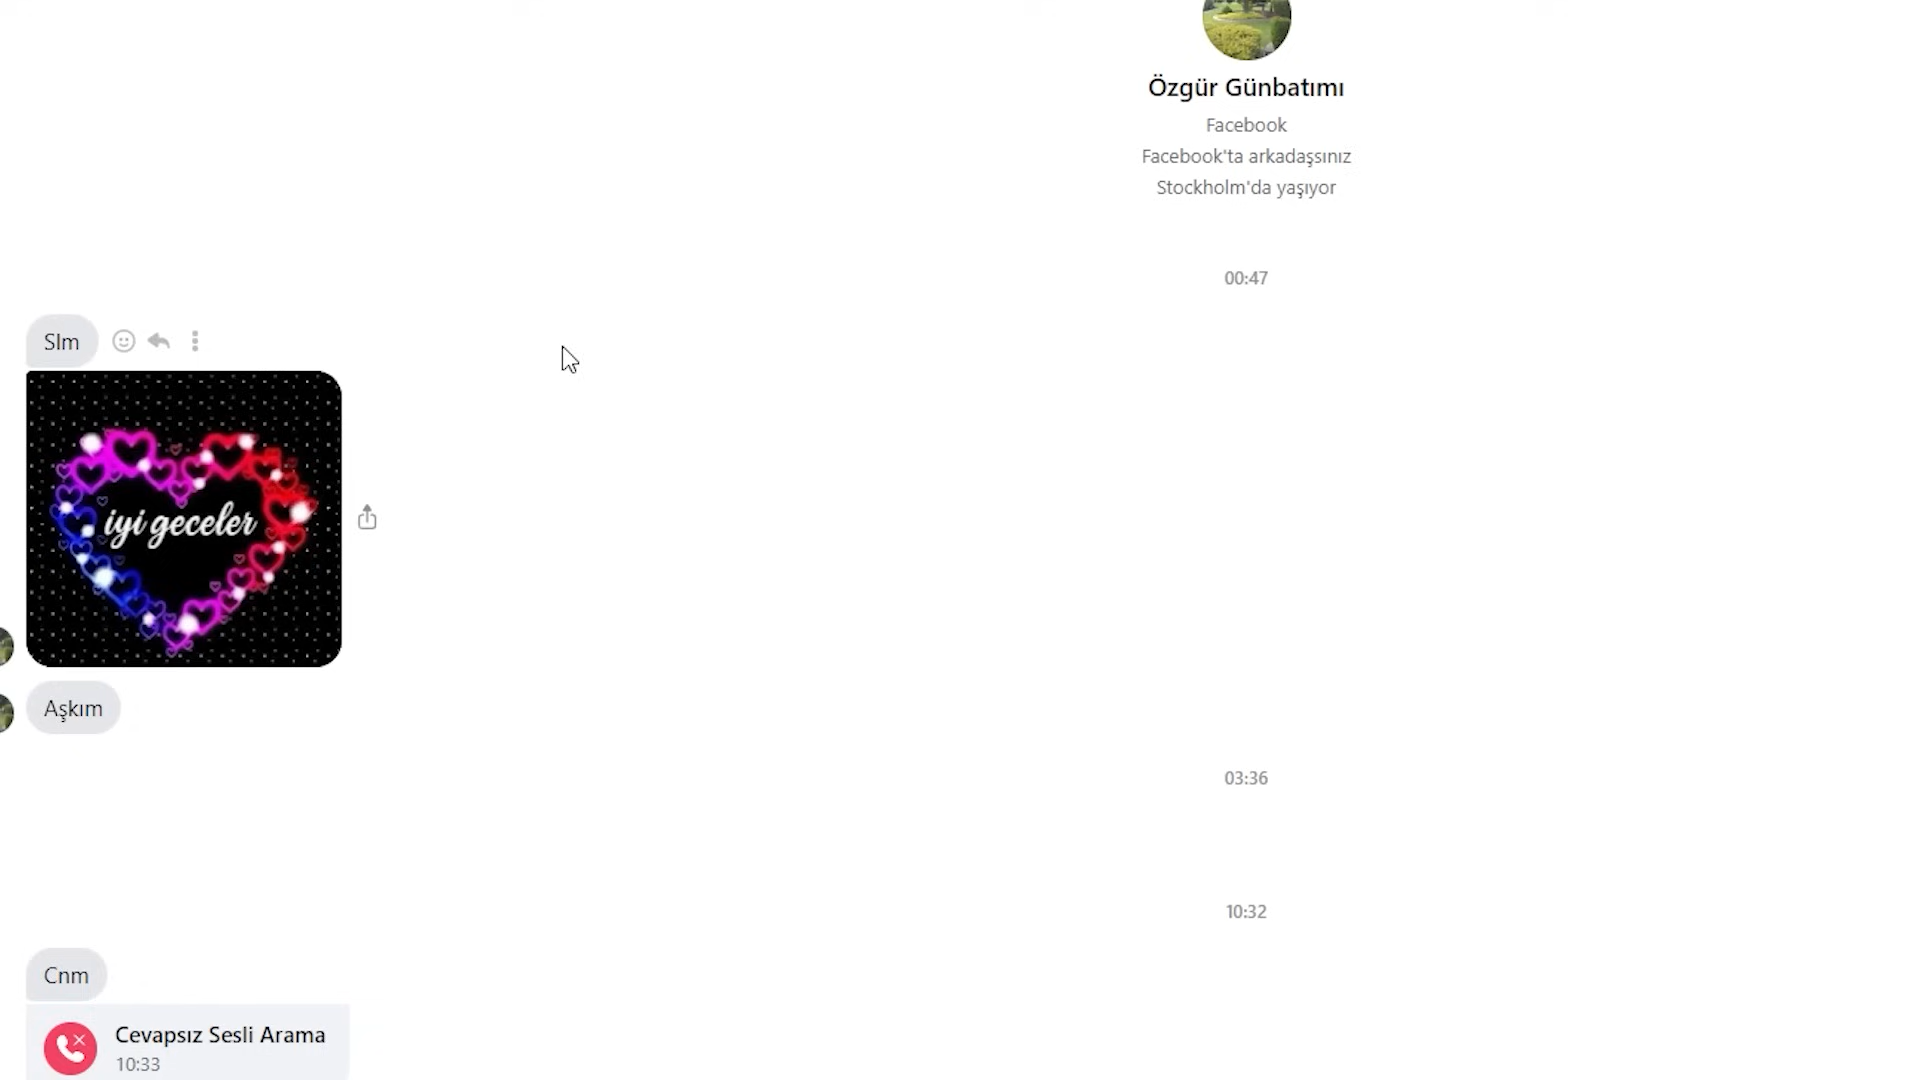 Özgür Günbatımı
Facebook
Facebook'ta arkadaşsınız
Stockholm'da yaşıyor
00:47
Slm
iyi geceler
Aşkım
03:36
10:32
Cnm
Cevapsız Sesli Arama
10:33